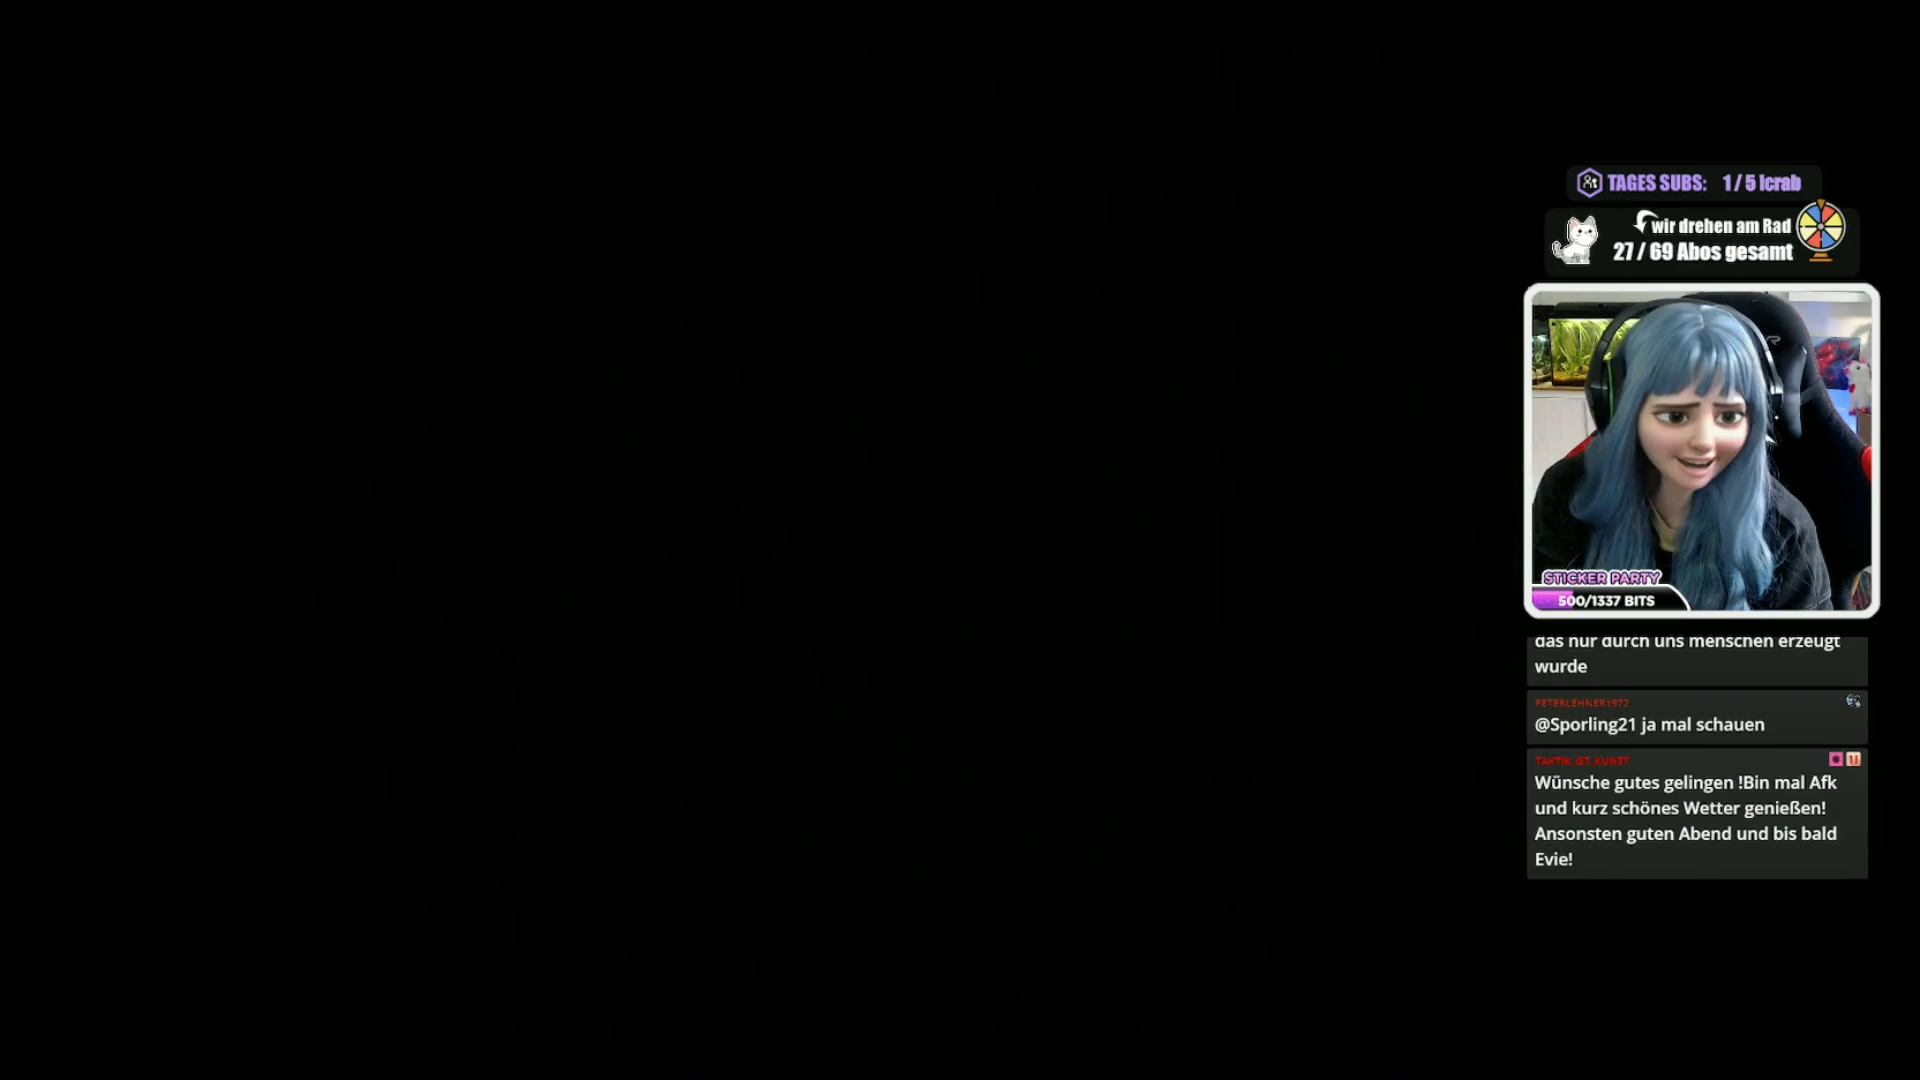 TAGES SUBS: 1 / 5 lcrab
wir drehen am Rad
27 / 69 Abos gesamt
STICKER PARTY
500/1337 BITS
das nur durch uns menschen erzeugt
wurde
PETERLEHNER1972
@Sporling21 ja mal schauen
TAKTIK_IST_KUNST
Wünsche gutes gelingen !Bin mal Afk
und kurz schönes Wetter genießen!
Ansonsten guten Abend und bis bald
Evie!